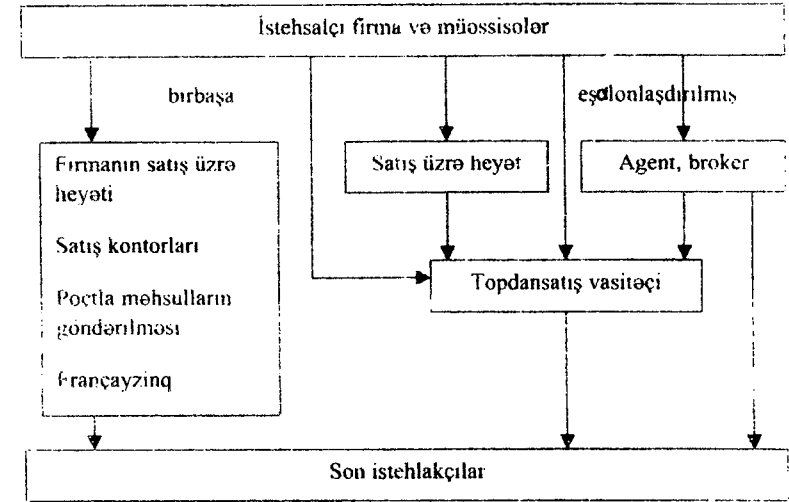 İstehsalçı firma və müəssisələr
birbaşa
eşalonlaşdırılmış
Firmanın satış üzrə
heyəti
Satış kontorları
Poçtla məhsulların
göndərilməsi
Françayzinq
Satış üzrə heyət
Agent, broker
Topdansatış vasitəçi
Son istehlakçılar